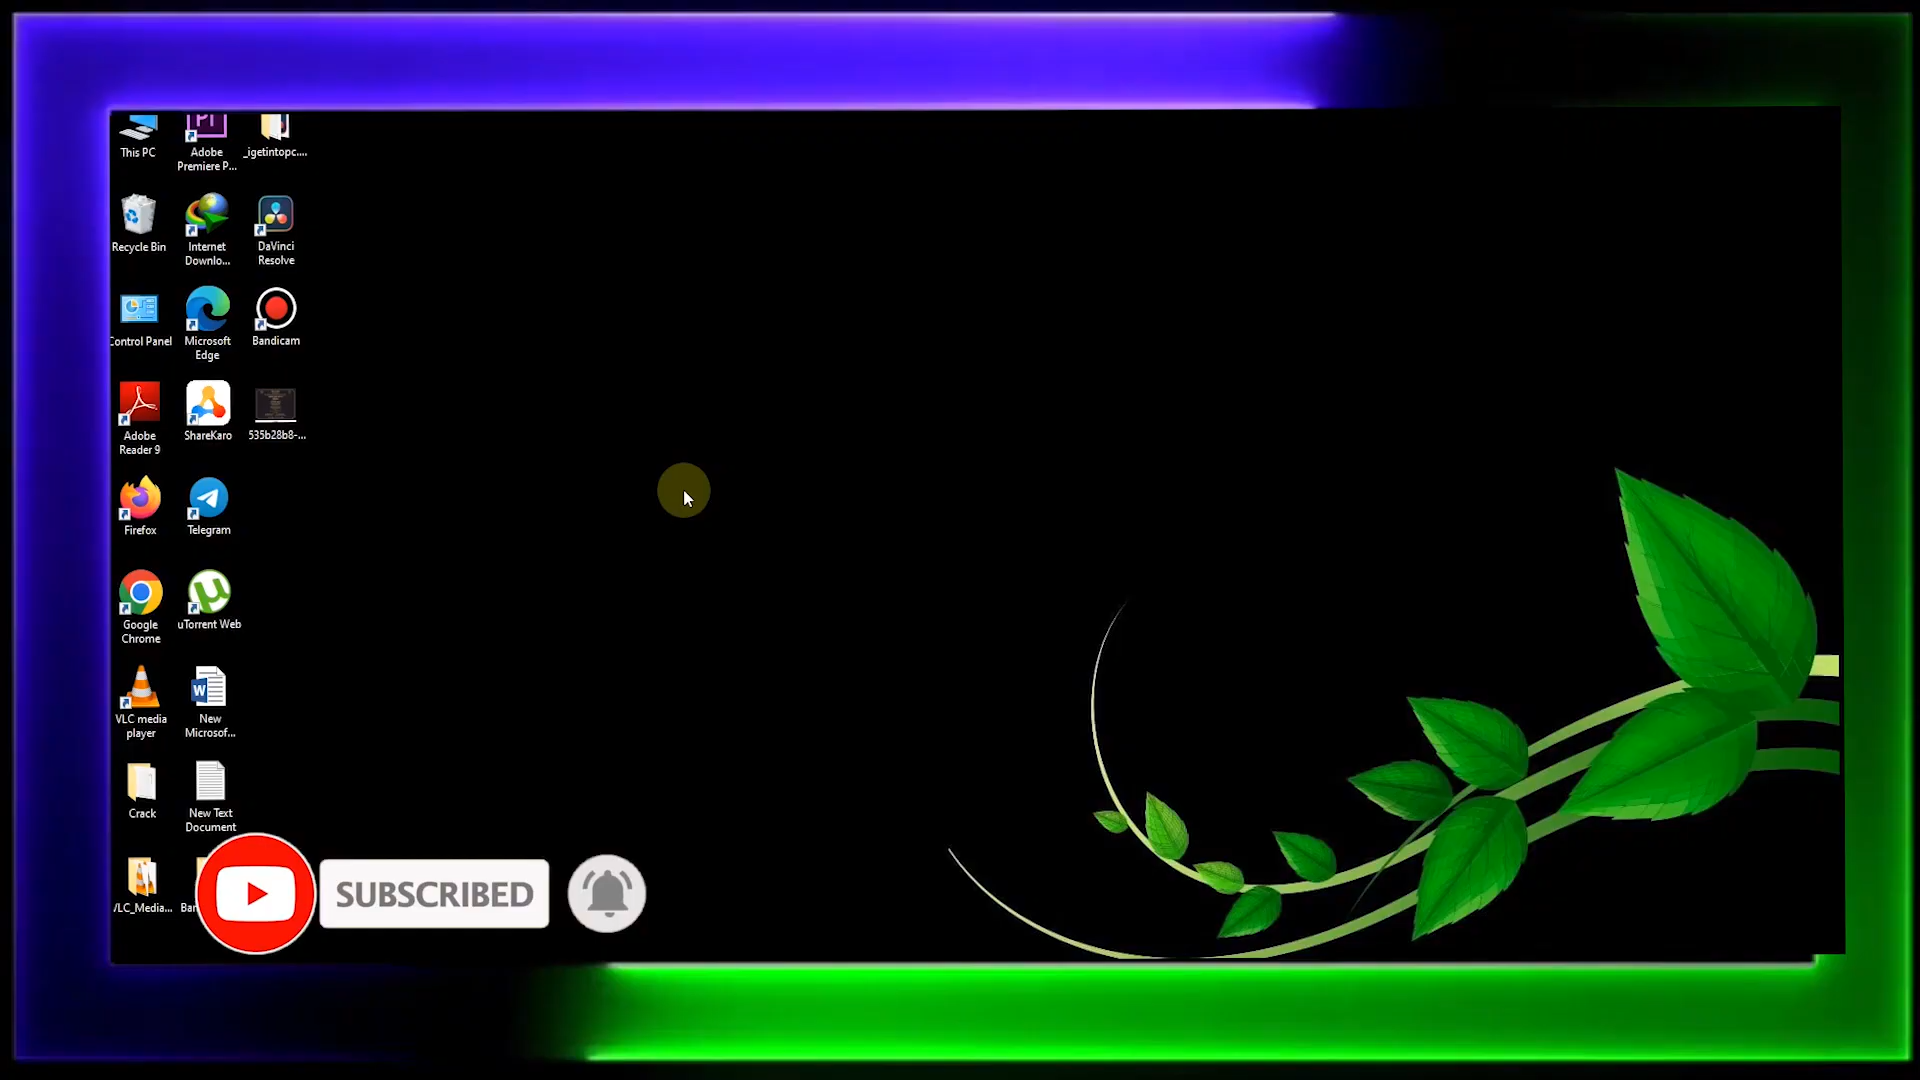 This PC
Adobe
Premiere P...
_igetintopc....
Recycle Bin
Internet
Downlo...
DaVinci
Resolve
Control Panel
Microsoft
Edge
Bandicam
Adobe
Reader 9
ShareKaro
535b28b8-...
Firefox
Telegram
Google
Chrome
uTorrent Web
VLC media
player
New
Microsof...
Crack
New Text
Document
VLC_Media...
SUBSCRIBED